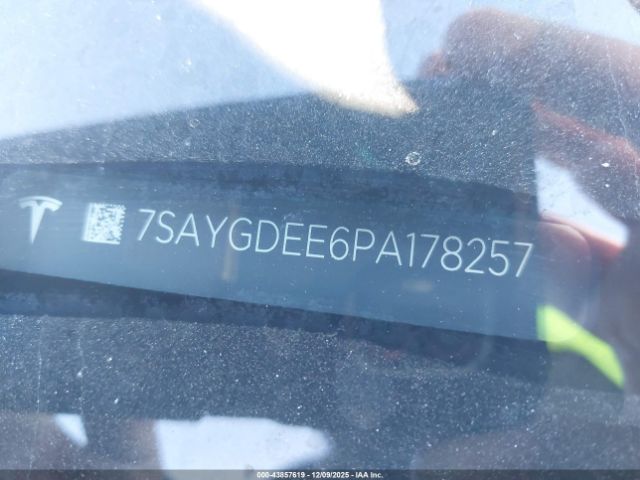 7SAYGDEE6PA178257
000-43857619 | 12/09/2025 | IAA Inc.